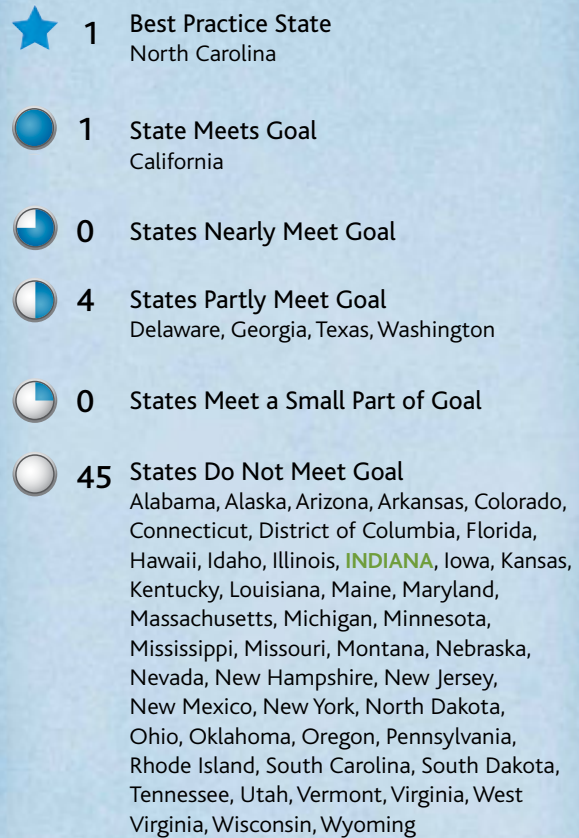 1 Best Practice State
North Carolina
1 State Meets Goal
California
0 States Nearly Meet Goal
4 States Partly Meet Goal
Delaware, Georgia, Texas, Washington
0 States Meet a Small Part of Goal
45 States Do Not Meet Goal
Alabama, Alaska, Arizona, Arkansas, Colorado,
Connecticut, District of Columbia, Florida,
Hawaii, Idaho, Illinois, INDIANA, Iowa, Kansas,
Kentucky, Louisiana, Maine, Maryland,
Massachusetts, Michigan, Minnesota,
Mississippi, Missouri, Montana, Nebraska,
Nevada, New Hampshire, New Jersey,
New Mexico, New York, North Dakota,
Ohio, Oklahoma, Oregon, Pennsylvania,
Rhode Island, South Carolina, South Dakota,
Tennessee, Utah, Vermont, Virginia, West
Virginia, Wisconsin, Wyoming